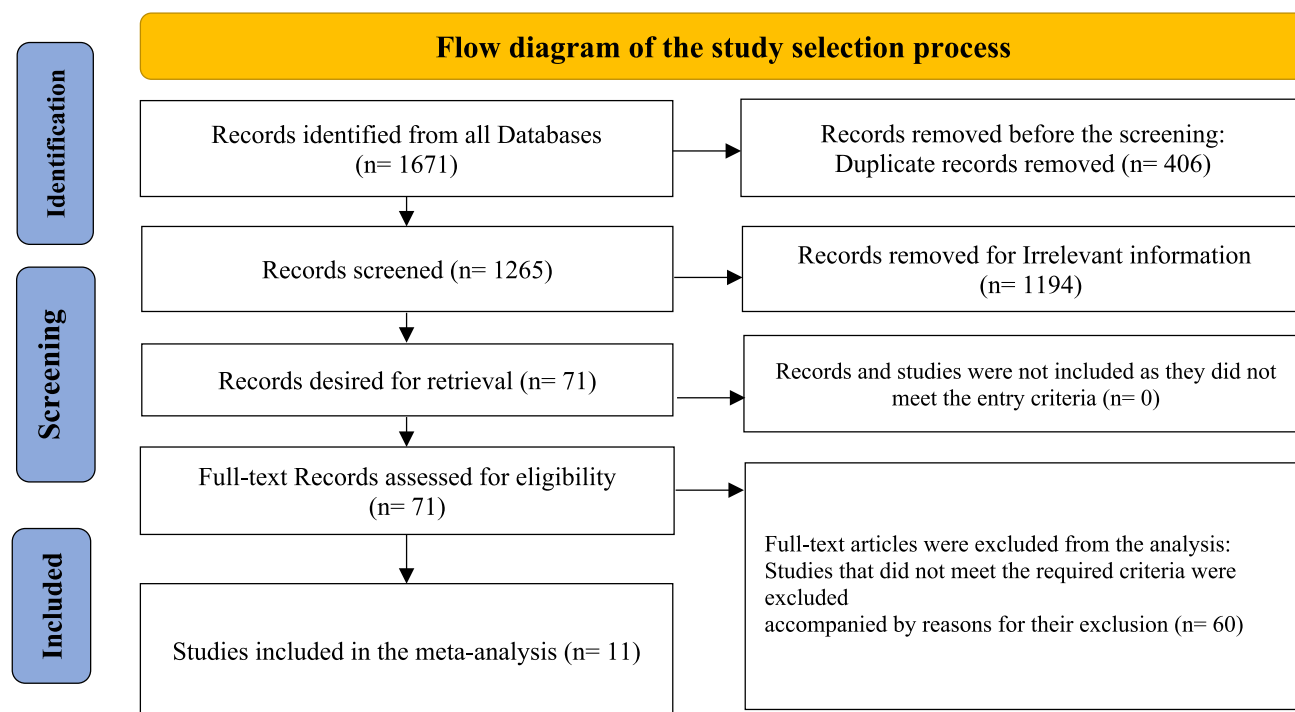 Flow diagram of the study selection process
Identification
Records identified from all Databases
(n= 1671)
Records removed before the screening:
Duplicate records removed (n= 406)
Screening
Records screened (n= 1265)
Records removed for Irrelevant information
(n= 1194)
Records desired for retrieval (n= 71)
Records and studies were not included as they did not
meet the entry criteria (n= 0)
Full-text Records assessed for eligibility
(n= 71)
Full-text articles were excluded from the analysis:
Studies that did not meet the required criteria were
excluded
accompanied by reasons for their exclusion (n= 60)
Included
Studies included in the meta-analysis (n= 11)